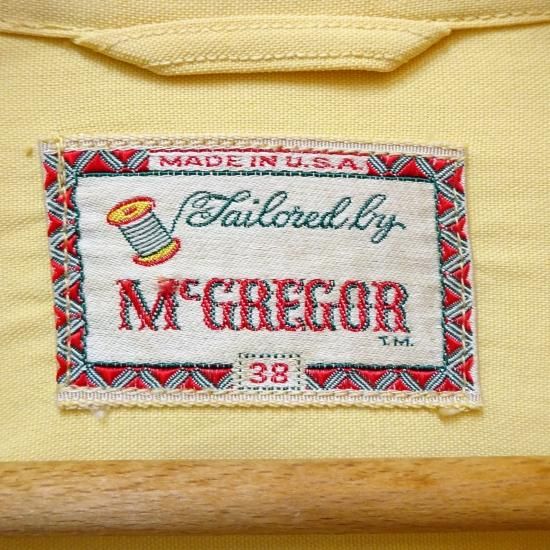 MADE IN U.S.A.
Tailored by
McGREGOR
T.M.
38